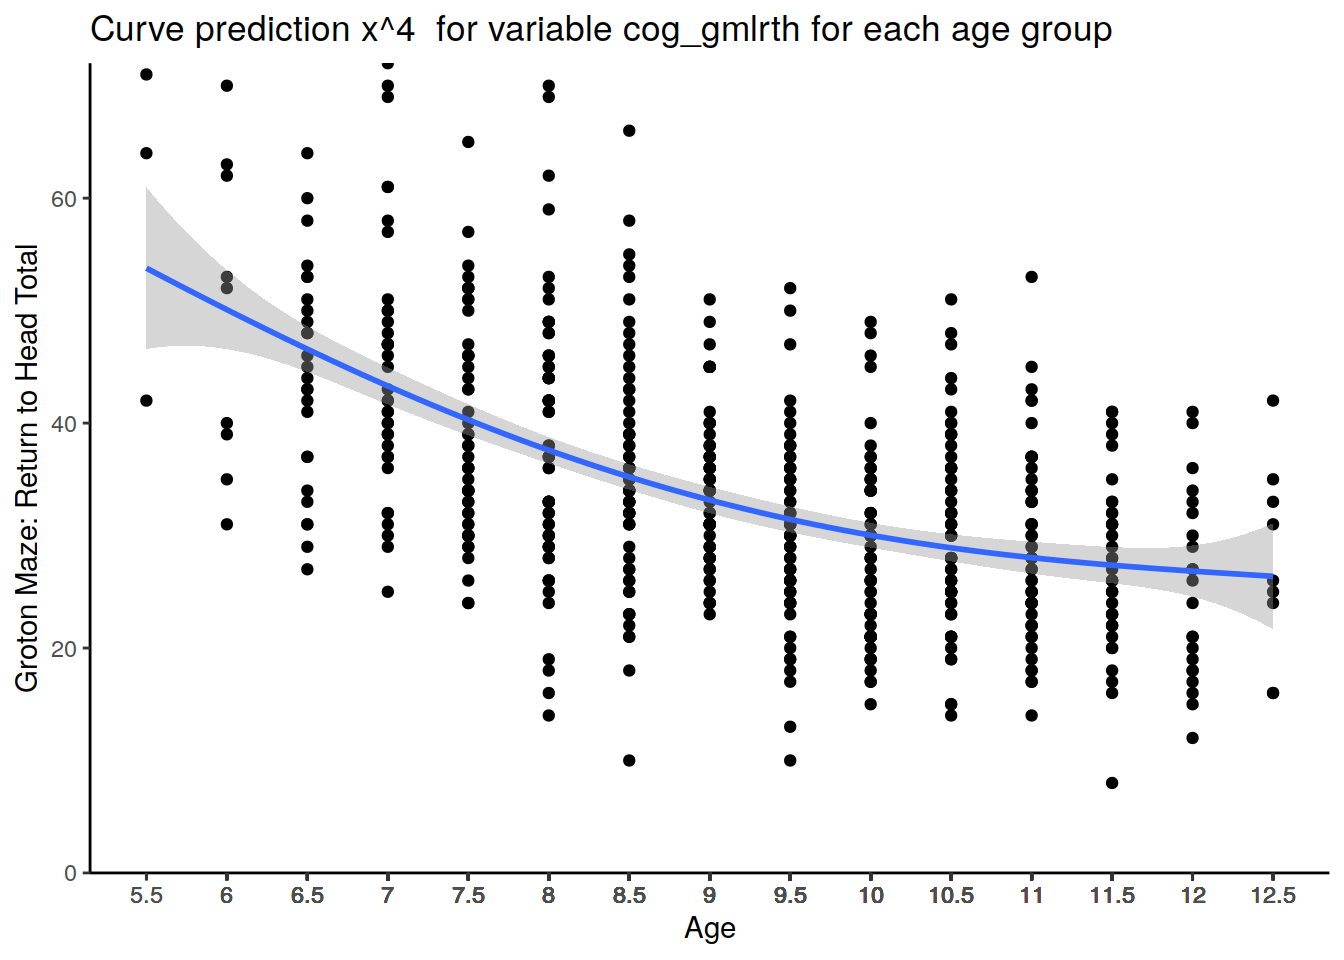 Curve prediction x^4  for variable cog_gmlrth for each age group
Groton Maze: Return to Head Total
60
40
20
0
5.5 6 6.5 7 7.5 8 8.5 9 9.5 10 10.5 11 11.5 12 12.5
Age